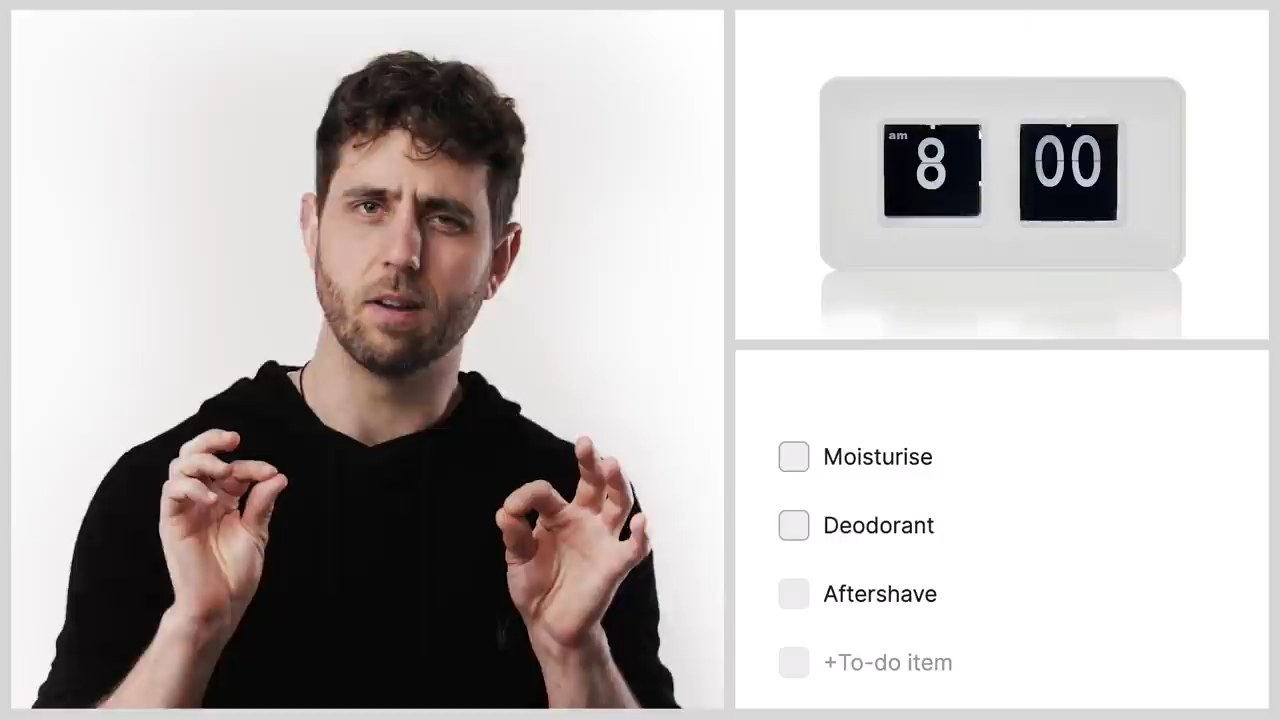 am
8 00
Moisturise
Deodorant
Aftershave
+To-do item